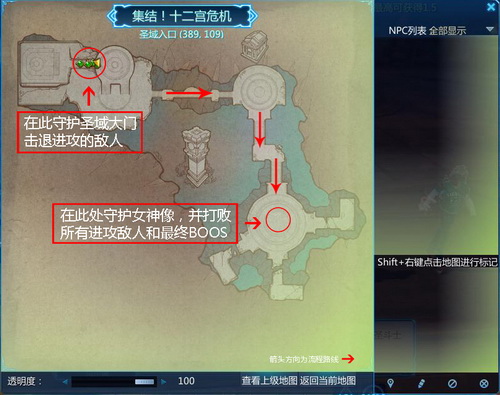 集结！十二宫危机
圣域入口 (389, 109)
NPC列表 全部显示
在此守护圣域大门
击退进攻的敌人
在此处守护女神像，并打败
所有进攻敌人和最终BOOS
Shift+右键点击地图进行标记
箭头方向为流程路线
透明度：
100
查看上级地图 返回当前地图